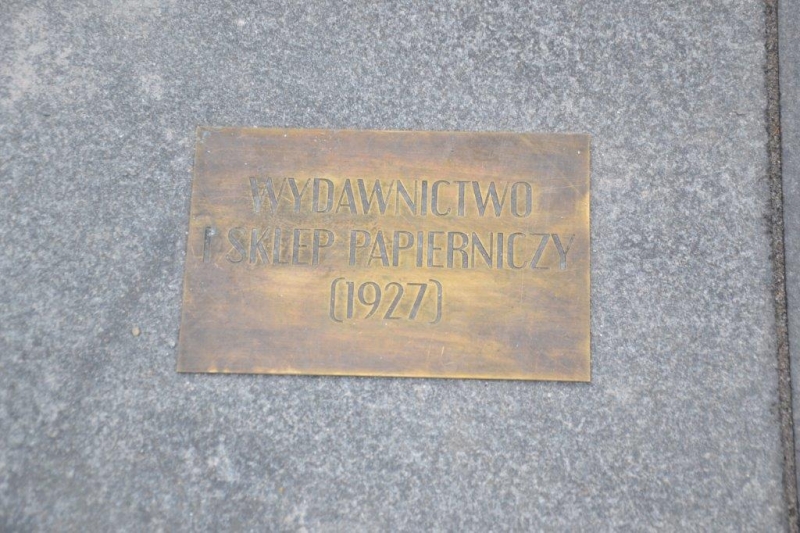 WYDAWNICTWO
I SKLEP PAPIERNICZY
(1927)